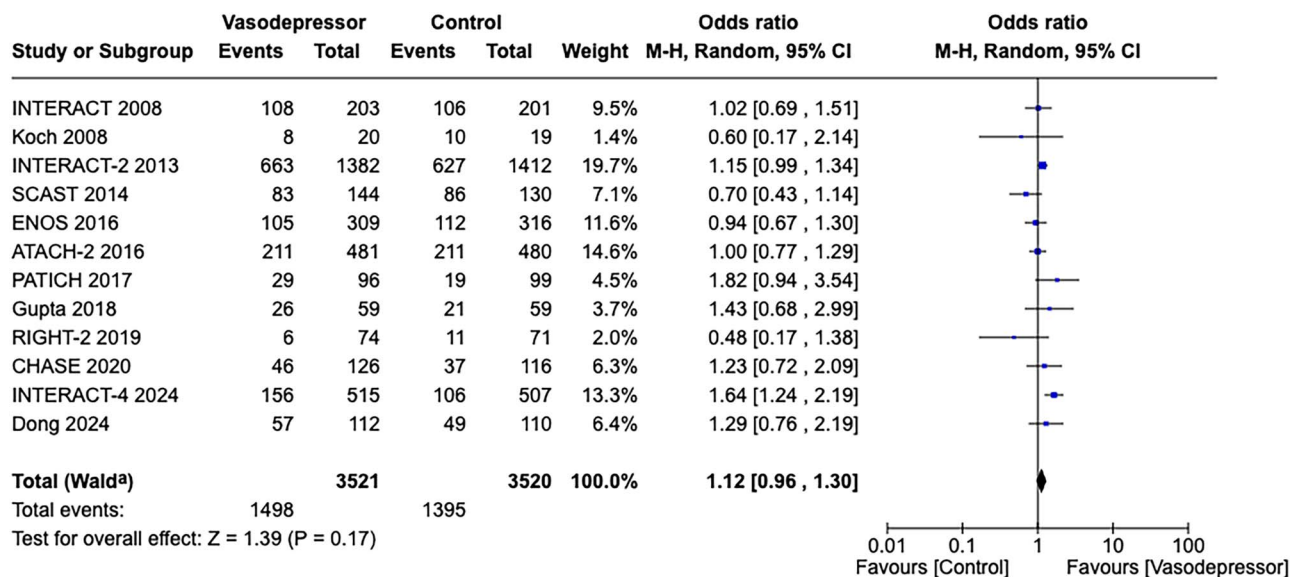 Vasodepressor Control Odds ratio Odds ratio
Study or Subgroup Events Total Events Total Weight M-H, Random, 95% CI M-H, Random, 95% CI
INTERACT 2008 108 203 106 201 9.5% 1.02 [0.69 , 1.51]
Koch 2008 8 20 10 19 1.4% 0.60 [0.17 , 2.14]
INTERACT-2 2013 663 1382 627 1412 19.7% 1.15 [0.99 , 1.34]
SCAST 2014 83 144 86 130 7.1% 0.70 [0.43 , 1.14]
ENOS 2016 105 309 112 316 11.6% 0.94 [0.67 , 1.30]
ATACH-2 2016 211 481 211 480 14.6% 1.00 [0.77 , 1.29]
PATICH 2017 29 96 19 99 4.5% 1.82 [0.94 , 3.54]
Gupta 2018 26 59 21 59 3.7% 1.43 [0.68 , 2.99]
RIGHT-2 2019 6 74 11 71 2.0% 0.48 [0.17 , 1.38]
CHASE 2020 46 126 37 116 6.3% 1.23 [0.72 , 2.09]
INTERACT-4 2024 156 515 106 507 13.3% 1.64 [1.24 , 2.19]
Dong 2024 57 112 49 110 6.4% 1.29 [0.76 , 2.19]
Total (Waldᵃ) 3521 3520 100.0% 1.12 [0.96 , 1.30]
Total events: 1498 1395
Test for overall effect: Z = 1.39 (P = 0.17)
0.01 0.1 1 10 100
Favours [Control] Favours [Vasodepressor]